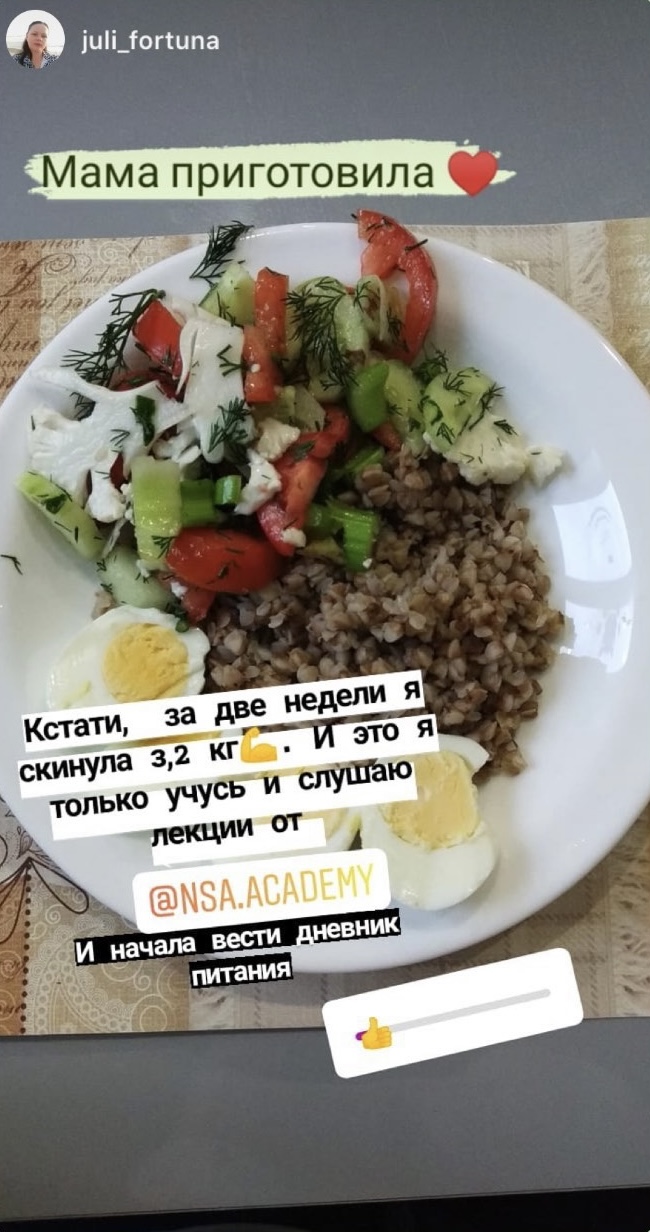 juli_fortuna
Мама приготовила ❤️
Кстати, за две недели я
скинула 3,2 кг💪. И это я
только учусь и слушаю
лекции от
@NSA.ACADEMY
И начала вести дневник
питания